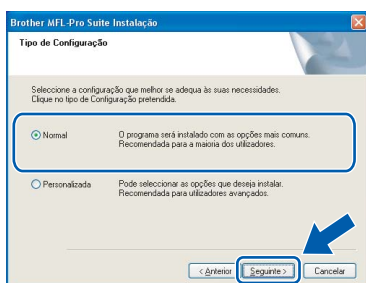 Brother MFL-Pro Suite Instalação
Tipo de Configuração
Seleccione a configuração que melhor se adequa às suas necessidades.
Clique no tipo de Configuração pretendida.
Normal
O programa será instalado com as opções mais comuns.
Recomendada para a maioria dos utilizadores.
Personalizada
Pode seleccionar as opções que deseja instalar.
Recomendada para utilizadores avançados.
< Anterior
Seguinte >
Cancelar